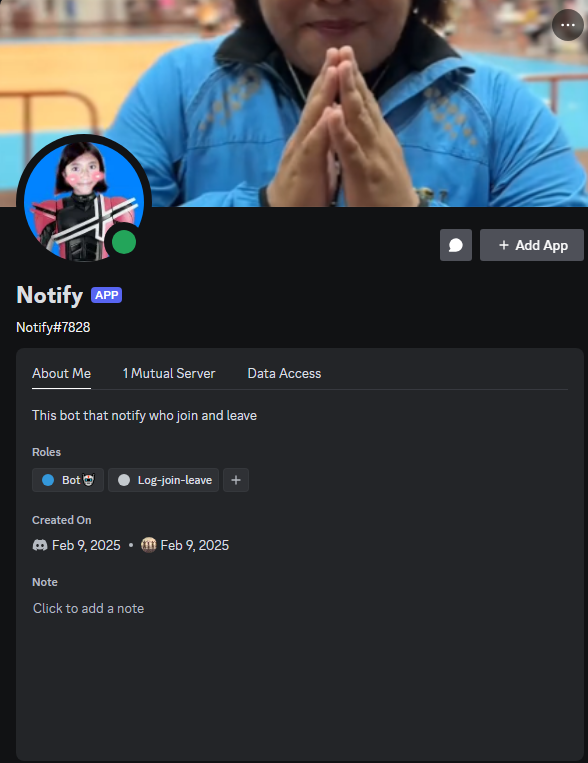 + Add App
Notify APP
Notify#7828
About Me 1 Mutual Server Data Access
This bot that notify who join and leave
Roles
Bot Log-join-leave +
Created On
Feb 9, 2025 • Feb 9, 2025
Note
Click to add a note